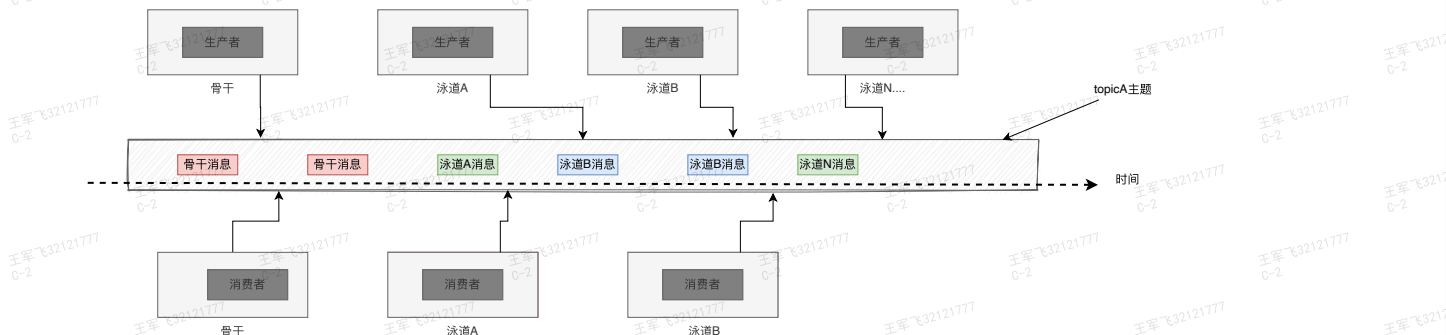 生产者
生产者
生产者
生产者
骨干
泳道A
泳道B
泳道N....
topicA主题
骨干消息
骨干消息
泳道A消息
泳道B消息
泳道B消息
泳道N消息
时间
消费者
消费者
消费者
骨干
泳道A
泳道B
王军飞32121777
C-2